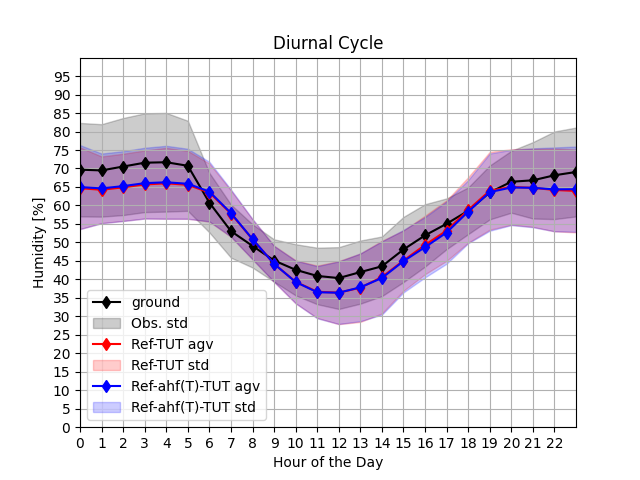 Diurnal Cycle
Humidity [%]
95
90
85
80
75
70
65
60
55
50
45
40
35
30
25
20
15
10
5
0
ground
Obs. std
Ref-TUT agv
Ref-TUT std
Ref-ahf(T)-TUT agv
Ref-ahf(T)-TUT std
0 1 2 3 4 5 6 7 8 9 10 11 12 13 14 15 16 17 18 19 20 21 22
Hour of the Day